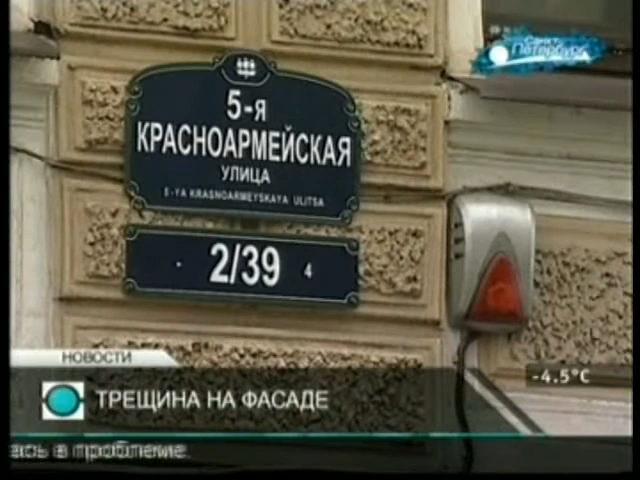 Санкт-
Петербург
5-я
КРАСНОАРМЕЙСКАЯ
УЛИЦА
5-YA KRASNOARMEYSKAYA ULITSA
2/39 4
НОВОСТИ
-4.5°C
ТРЕЩИНА НА ФАСАДЕ
ась в проблеме.